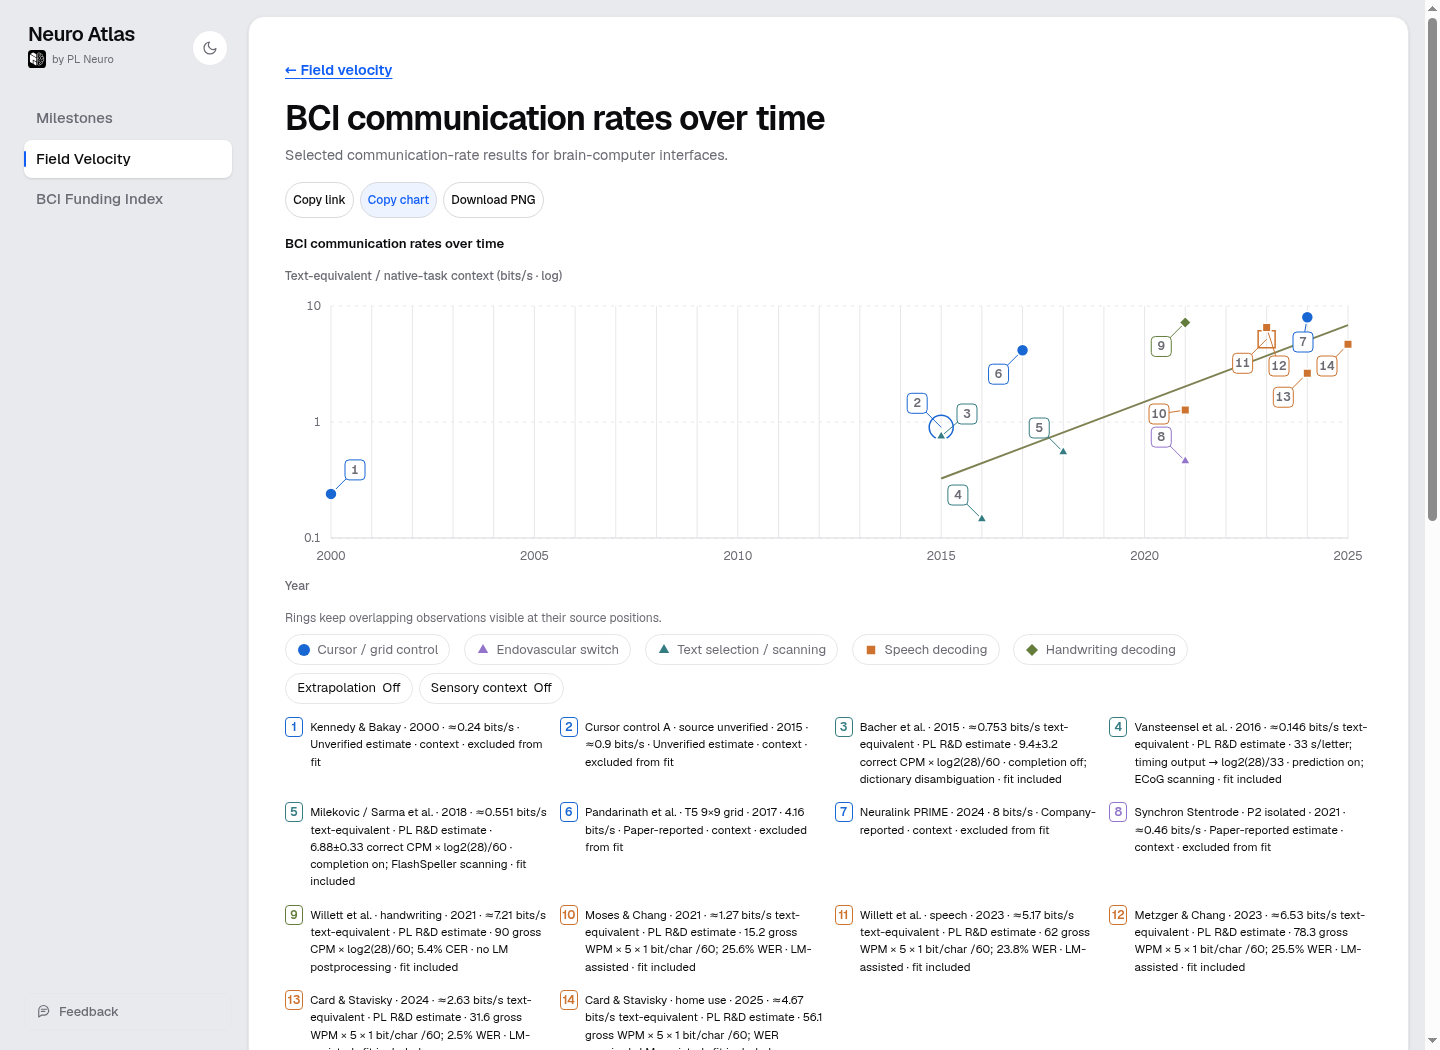 Neuro Atlas
by PL Neuro
Milestones
Field Velocity
BCI Funding Index
Feedback
← Field velocity
BCI communication rates over time
Selected communication-rate results for brain-computer interfaces.
Copy link
Copy chart
Download PNG
BCI communication rates over time
Text-equivalent / native-task context (bits/s · log)
10
1
0.1
1
2
3
4
5
6
7
8
9
10
11
12
13
14
2000
2005
2010
2015
2020
2025
Year
Rings keep overlapping observations visible at their source positions.
Cursor / grid control
Endovascular switch
Text selection / scanning
Speech decoding
Handwriting decoding
Extrapolation Off
Sensory context Off
1
Kennedy & Bakay · 2000 · ≈0.24 bits/s ·
Unverified estimate · context · excluded from
fit
2
Cursor control A · source unverified · 2015 ·
≈0.9 bits/s · Unverified estimate · context ·
excluded from fit
3
Bacher et al. · 2015 · ≈0.753 bits/s text-
equivalent · PL R&D estimate · 9.4±3.2
correct CPM × log2(28)/60 · completion off;
dictionary disambiguation · fit included
4
Vansteensel et al. · 2016 · ≈0.146 bits/s text-
equivalent · PL R&D estimate · 33 s/letter;
timing output → log2(28)/33 · prediction on;
ECoG scanning · fit included
5
Milekovic / Sarma et al. · 2018 · ≈0.551 bits/s
text-equivalent · PL R&D estimate ·
6.88±0.33 correct CPM × log2(28)/60 ·
completion on; FlashSpeller scanning · fit
included
6
Pandarinath et al. · T5 9×9 grid · 2017 · 4.16
bits/s · Paper-reported · context · excluded
from fit
7
Neuralink PRIME · 2024 · 8 bits/s · Company-
reported · context · excluded from fit
8
Synchron Stentrode · P2 isolated · 2021 ·
≈0.46 bits/s · Paper-reported estimate ·
context · excluded from fit
9
Willett et al. · handwriting · 2021 · ≈7.21 bits/s
text-equivalent · PL R&D estimate · 90 gross
CPM × log2(28)/60; 5.4% CER · no LM
postprocessing · fit included
10
Moses & Chang · 2021 · ≈1.27 bits/s text-
equivalent · PL R&D estimate · 15.2 gross
WPM × 5 × 1 bit/char /60; 25.6% WER · LM-
assisted · fit included
11
Willett et al. · speech · 2023 · ≈5.17 bits/s
text-equivalent · PL R&D estimate · 62 gross
WPM × 5 × 1 bit/char /60; 23.8% WER · LM-
assisted · fit included
12
Metzger & Chang · 2023 · ≈6.53 bits/s text-
equivalent · PL R&D estimate · 78.3 gross
WPM × 5 × 1 bit/char /60; 25.5% WER · LM-
assisted · fit included
13
Card & Stavisky · 2024 · ≈2.63 bits/s text-
equivalent · PL R&D estimate · 31.6 gross
WPM × 5 × 1 bit/char /60; 2.5% WER · LM-
14
Card & Stavisky · home use · 2025 · ≈4.67
bits/s text-equivalent · PL R&D estimate · 56.1
gross WPM × 5 × 1 bit/char /60; WER